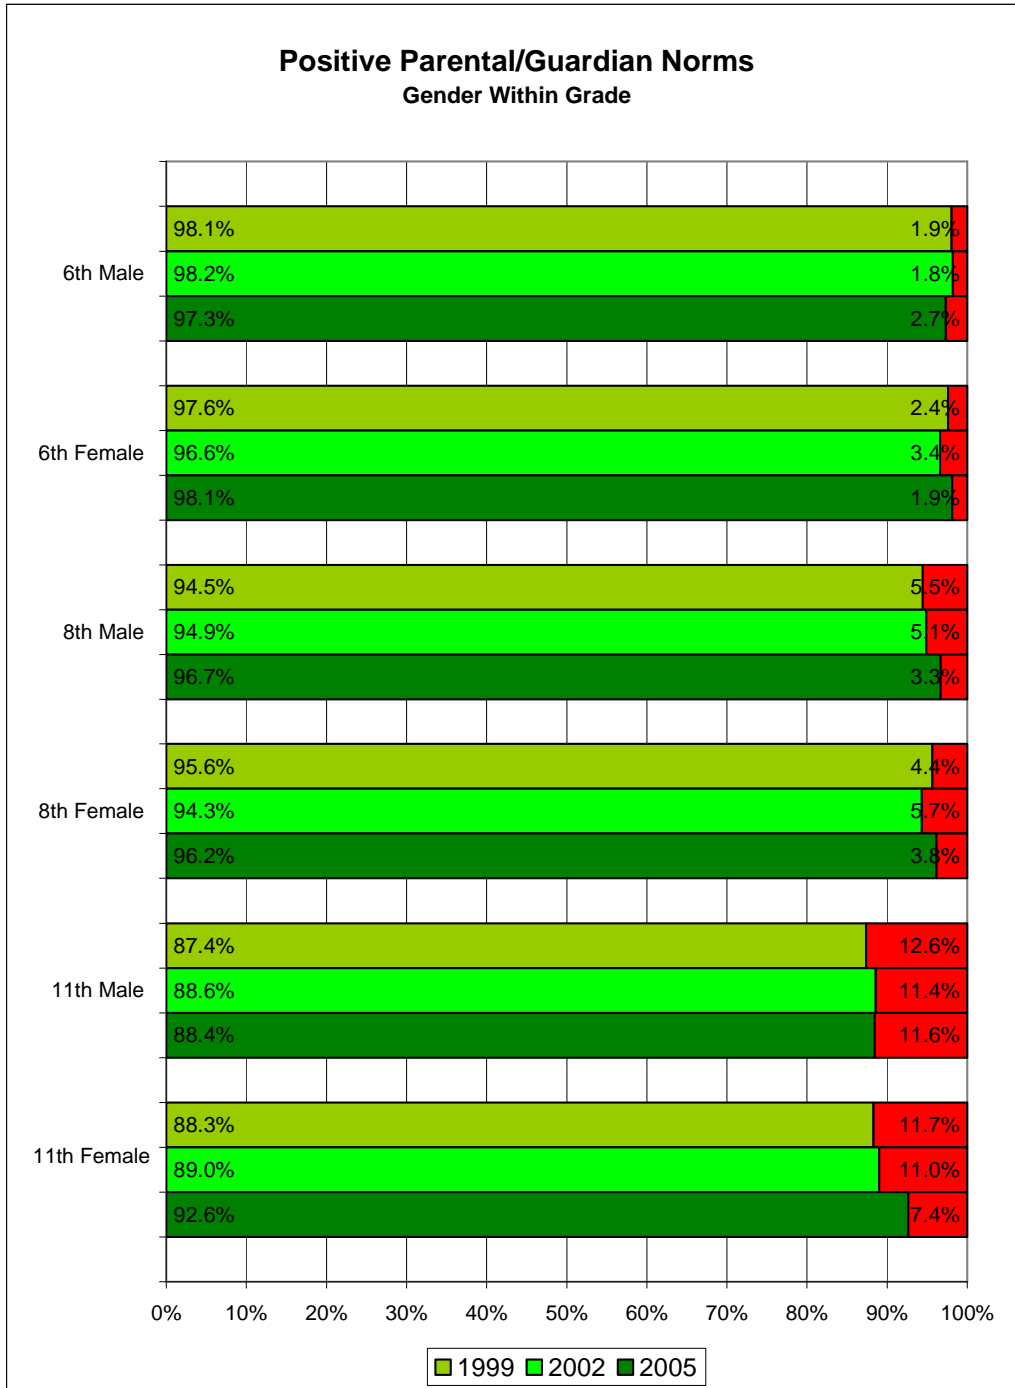 Positive Parental/Guardian Norms
Gender Within Grade
98.1% 1.9%
6th Male 98.2% 1.8%
97.3% 2.7%
97.6% 2.4%
6th Female 96.6% 3.4%
98.1% 1.9%
94.5% 5.5%
8th Male 94.9% 5.1%
96.7% 3.3%
95.6% 4.4%
8th Female 94.3% 5.7%
96.2% 3.8%
87.4% 12.6%
11th Male 88.6% 11.4%
88.4% 11.6%
88.3% 11.7%
11th Female 89.0% 11.0%
92.6% 7.4%
0% 10% 20% 30% 40% 50% 60% 70% 80% 90% 100%
1999 2002 2005